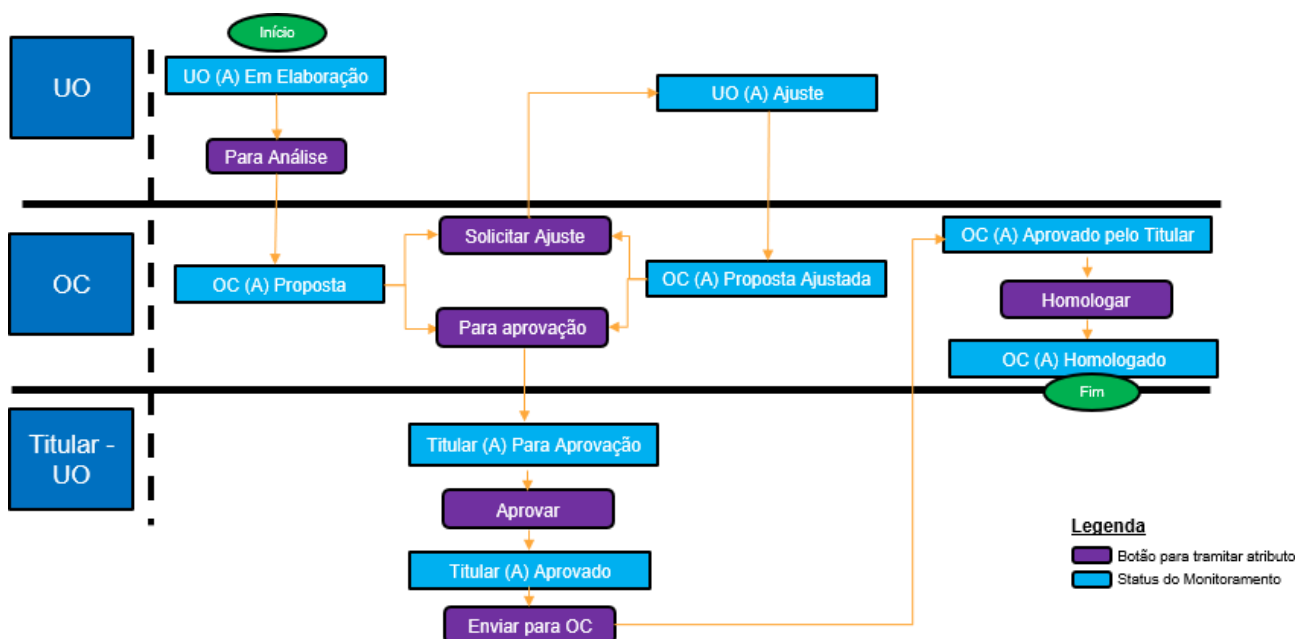 Início
UO
UO (A) Em Elaboração
UO (A) Ajuste
Para Análise
OC
Solicitar Ajuste
OC (A) Aprovado pelo Titular
OC (A) Proposta
OC (A) Proposta Ajustada
Homologar
Para aprovação
OC (A) Homologado
Fim
Titular -
UO
Titular (A) Para Aprovação
Aprovar
Titular (A) Aprovado
Enviar para OC
Legenda
Botão para tramitar atributo
Status do Monitoramento